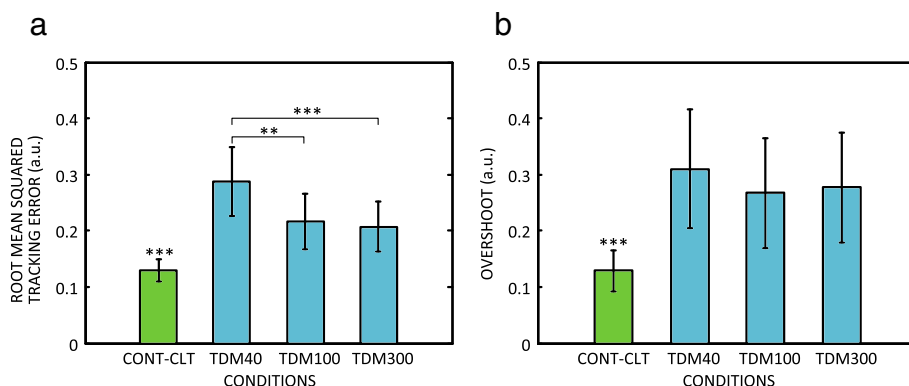 a
0.5
0.4
0.3
0.2
0.1
0
ROOT MEAN SQUARED
TRACKING ERROR (a.u.)
***
***
**
CONT-CLT TDM40 TDM100 TDM300
CONDITIONS
b
0.5
0.4
0.3
0.2
0.1
0
OVERSHOOT (a.u.)
***
CONT-CLT TDM40 TDM100 TDM300
CONDITIONS